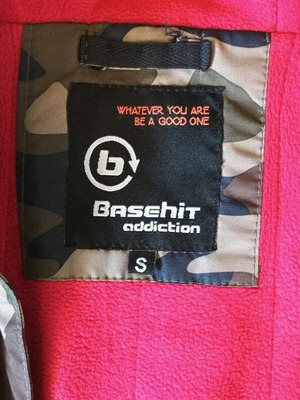 WHATEVER YOU ARE
BE A GOOD ONE
b
BASEHIT
addiction
S